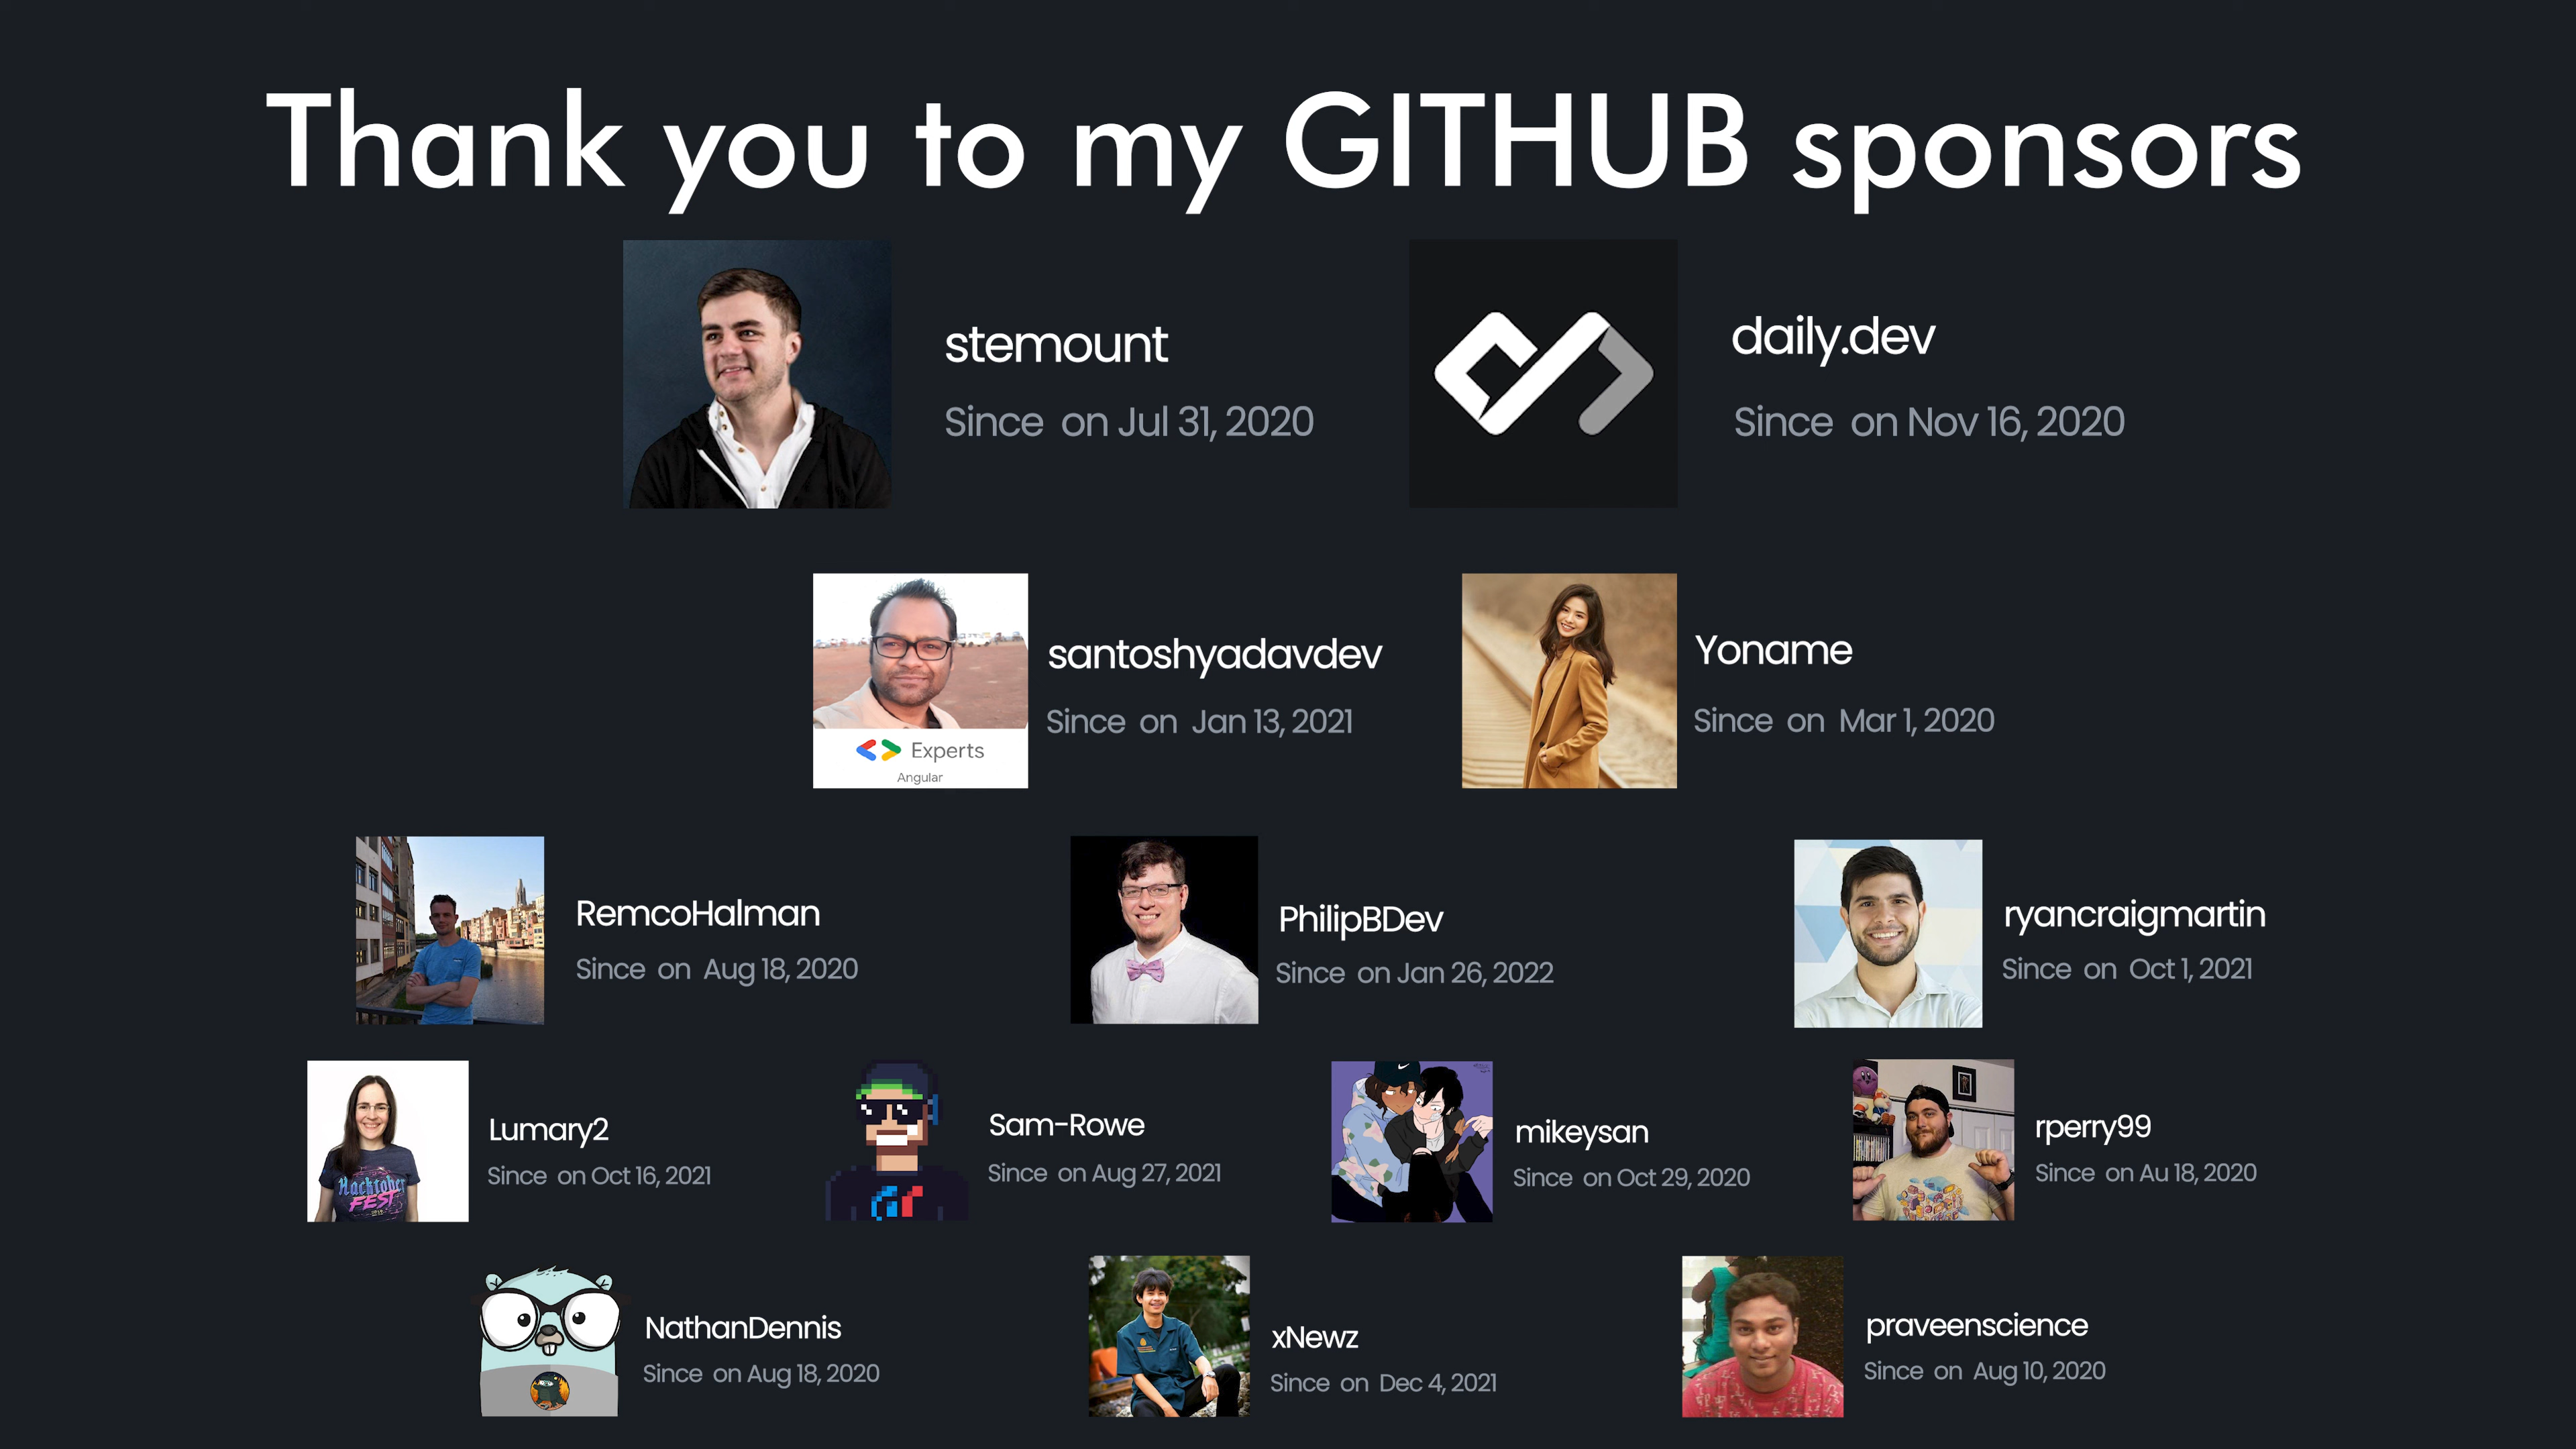 Thank you to my GITHUB sponsors
stemount
Since on Jul 31, 2020
daily.dev
Since on Nov 16, 2020
santoshyadavdev
Since on Jan 13, 2021
Experts
Angular
Yoname
Since on Mar 1, 2020
RemcoHalman
Since on Aug 18, 2020
PhilipBDev
Since on Jan 26, 2022
ryancraigmartin
Since on Oct 1, 2021
Lumary2
Since on Oct 16, 2021
Hacktober
FEST
Sam-Rowe
Since on Aug 27, 2021
mikeysan
Since on Oct 29, 2020
rperry99
Since on Au 18, 2020
NathanDennis
Since on Aug 18, 2020
xNewz
Since on Dec 4, 2021
praveenscience
Since on Aug 10, 2020